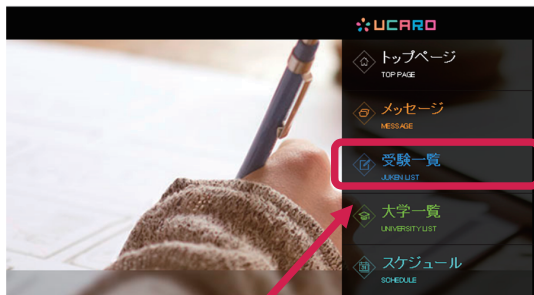 UCARO
トップページ
TOP PAGE
メッセージ
MESSAGE
受験一覧
JUKEN LIST
大学一覧
UNIVERSITY LIST
スケジュール
SCHEDULE